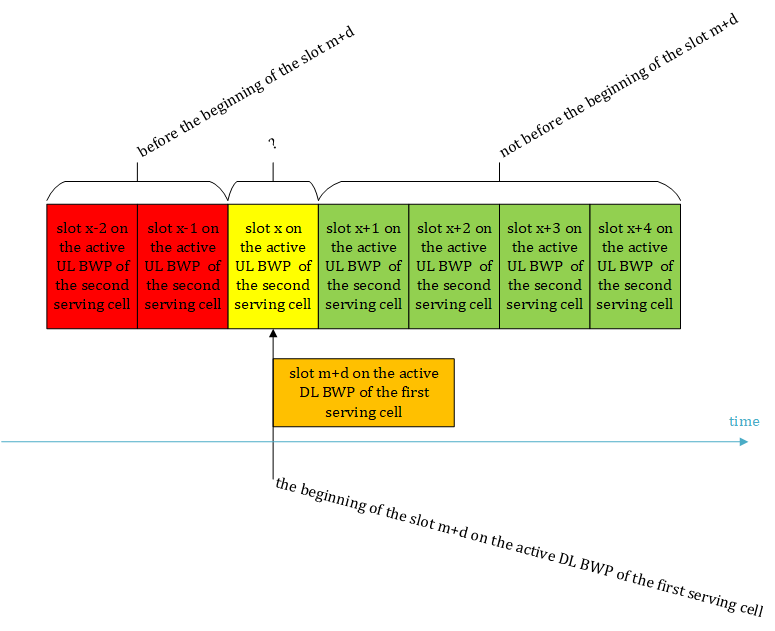 before the beginning of the slot m+d
?
not before the beginning of the slot m+d
slot x-2 on
the active
UL BWP of
the second
serving cell
slot x-1 on
the active
UL BWP of
the second
serving cell
slot x on
the active
UL BWP of
the second
serving cell
slot x+1 on
the active
UL BWP of
the second
serving cell
slot x+2 on
the active
UL BWP of
the second
serving cell
slot x+3 on
the active
UL BWP of
the second
serving cell
slot x+4 on
the active
UL BWP of
the second
serving cell
slot m+d on the active
DL BWP of the first
serving cell
time
the beginning of the slot m+d on the active DL BWP of the first serving cell